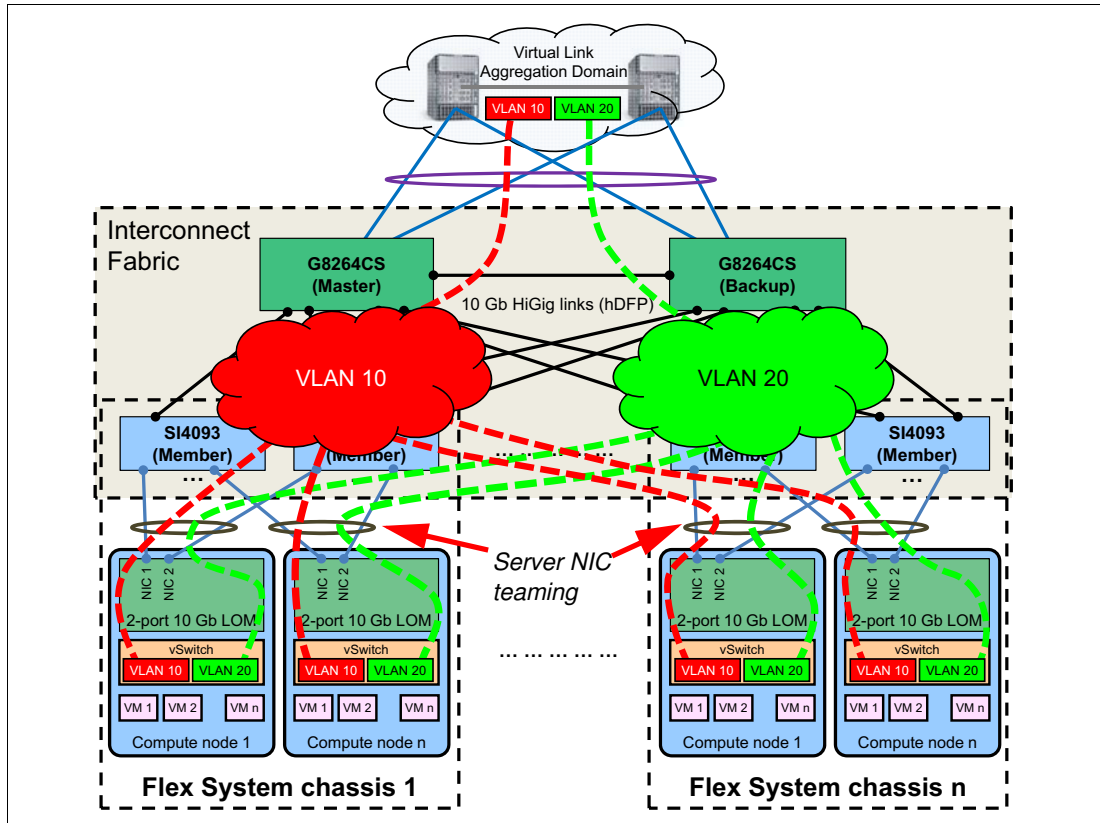 Virtual Link
Aggregation Domain
VLAN 10
VLAN 20
Interconnect
Fabric
G8264CS
(Master)
G8264CS
(Backup)
10 Gb HiGig links (hDFP)
VLAN 10
VLAN 20
SI4093
(Member)
(Member)
... ... ... ... ...
(Member)
SI4093
(Member)
...
...
...
...
Server NIC
teaming
NIC 1
NIC 2
2-port 10 Gb LOM
vSwitch
VLAN 10
VLAN 20
VM 1
VM 2
VM n
Compute node 1
NIC 1
NIC 2
2-port 10 Gb LOM
vSwitch
VLAN 10
VLAN 20
VM 1
VM 2
VM n
Compute node n
... ... ... ... ...
NIC 1
NIC 2
2-port 10 Gb LOM
vSwitch
VLAN 10
VLAN 20
VM 1
VM 2
VM n
Compute node 1
NIC 1
NIC 2
2-port 10 Gb LOM
vSwitch
VLAN 10
VLAN 20
VM 1
VM 2
VM n
Compute node n
Flex System chassis 1
Flex System chassis n